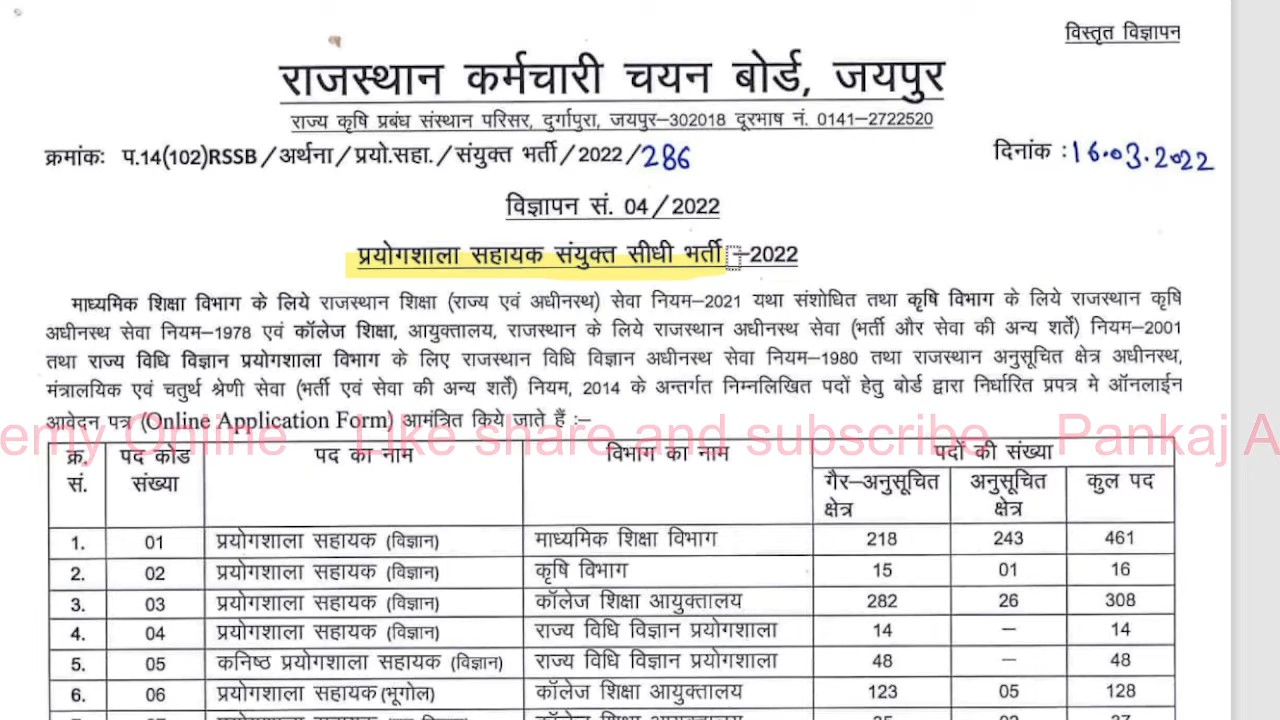 विस्तृत विज्ञापन
राजस्थान कर्मचारी चयन बोर्ड, जयपुर
राज्य कृषि प्रबंध संस्थान परिसर, दुर्गापुरा, जयपुर–302018 दूरभाष नं. 0141–2722520
क्रमांकः प.14(102)RSSB/अर्थना/प्रयो.सहा./संयुक्त भर्ती/2022/286 दिनांक :16.03.2022
विज्ञापन सं. 04/2022
प्रयोगशाला सहायक संयुक्त सीधी भर्ती –2022
माध्यमिक शिक्षा विभाग के लिये राजस्थान शिक्षा (राज्य एवं अधीनस्थ) सेवा नियम–2021 यथा संशोधित तथा कृषि विभाग के लिये राजस्थान कृषि
अधीनस्थ सेवा नियम–1978 एवं कॉलेज शिक्षा, आयुक्तालय, राजस्थान के लिये राजस्थान अधीनस्थ सेवा (भर्ती और सेवा की अन्य शर्ते) नियम–2001
तथा राज्य विधि विज्ञान प्रयोगशाला विभाग के लिए राजस्थान विधि विज्ञान अधीनस्थ सेवा नियम–1980 तथा राजस्थान अनुसूचित क्षेत्र अधीनस्थ,
मंत्रालयिक एवं चतुर्थ श्रेणी सेवा (भर्ती एवं सेवा की अन्य शर्ते) नियम, 2014 के अन्तर्गत निम्नलिखित पदों हेतु बोर्ड द्वारा निर्धारित प्रपत्र मे ऑनलाईन
आवेदन पत्र (Online Application Form) आमंत्रित किये जाते हैं :–
emy Online Like share and subscribe Pankaj A
क्र. सं. पद कोड संख्या पद का नाम विभाग का नाम पदों की संख्या
गैर–अनुसूचित क्षेत्र अनुसूचित क्षेत्र कुल पद
1. 01 प्रयोगशाला सहायक (विज्ञान) माध्यमिक शिक्षा विभाग 218 243 461
2. 02 प्रयोगशाला सहायक (विज्ञान) कृषि विभाग 15 01 16
3. 03 प्रयोगशाला सहायक (विज्ञान) कॉलेज शिक्षा आयुक्तालय 282 26 308
4. 04 प्रयोगशाला सहायक (विज्ञान) राज्य विधि विज्ञान प्रयोगशाला 14 – 14
5. 05 कनिष्ठ प्रयोगशाला सहायक (विज्ञान) राज्य विधि विज्ञान प्रयोगशाला 48 – 48
6. 06 प्रयोगशाला सहायक(भूगोल) कॉलेज शिक्षा आयुक्तालय 123 05 128